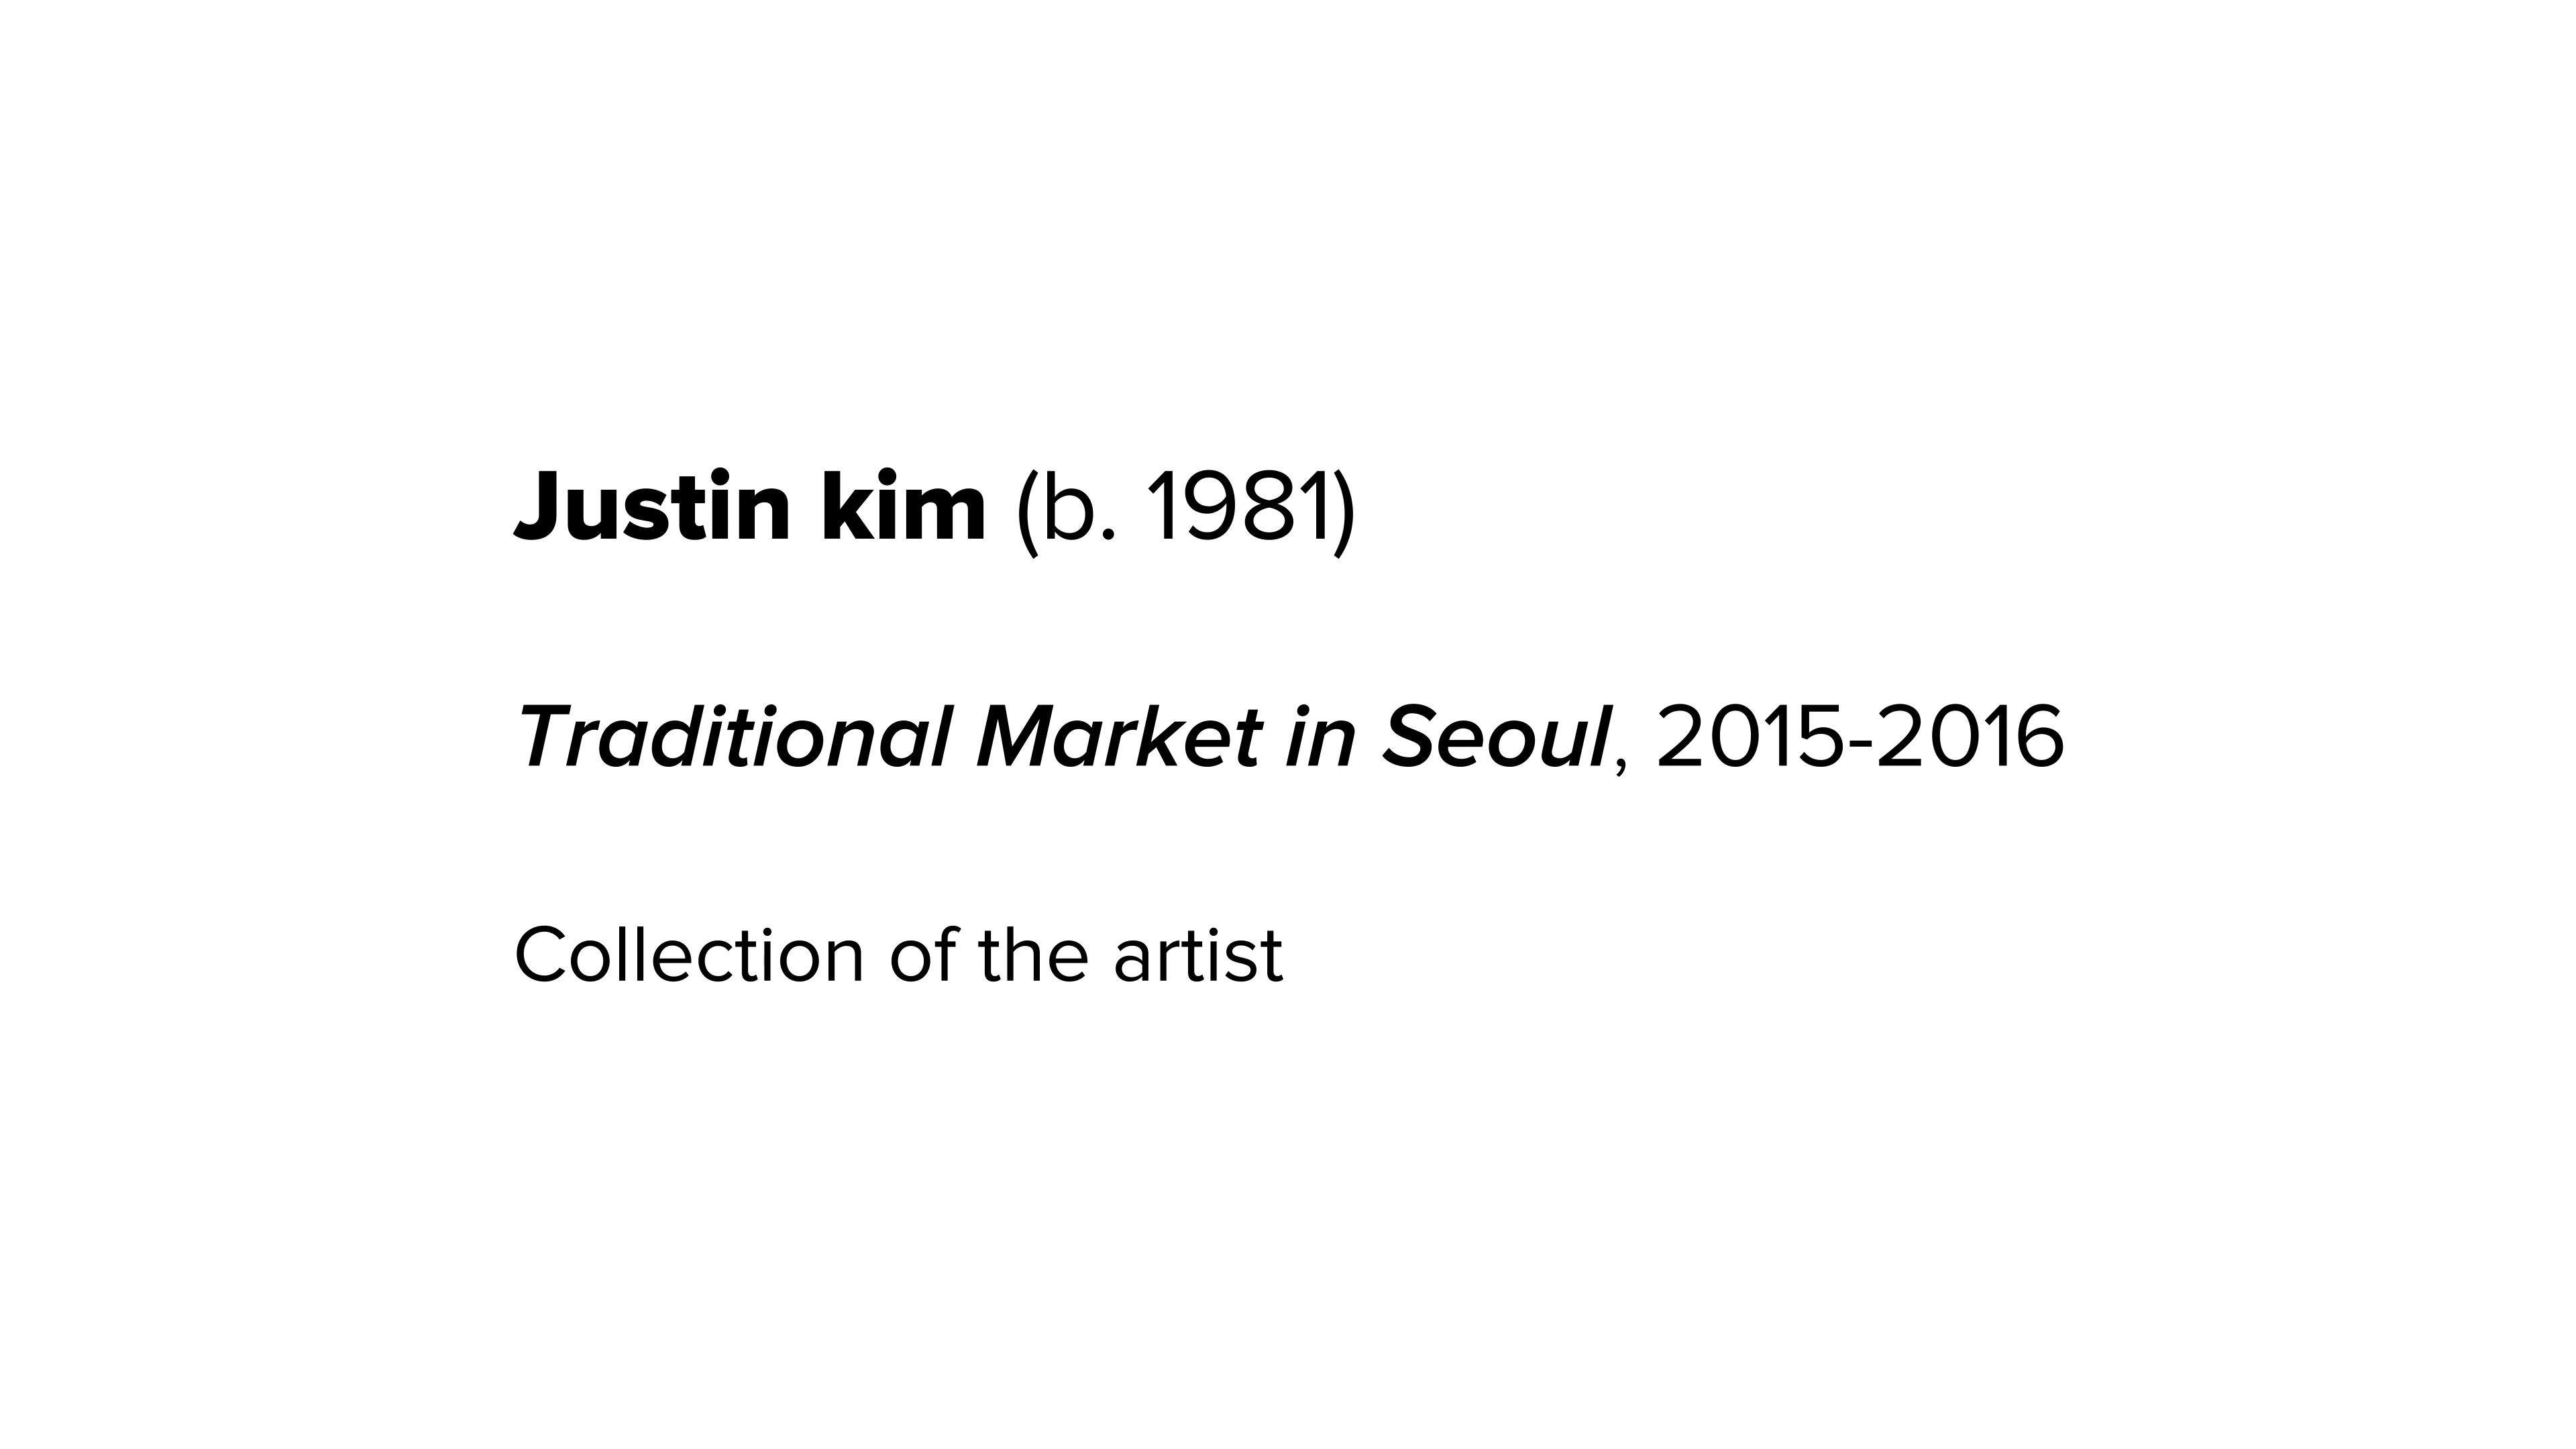 Justin kim (b. 1981)
Traditional Market in Seoul, 2015-2016
Collection of the artist